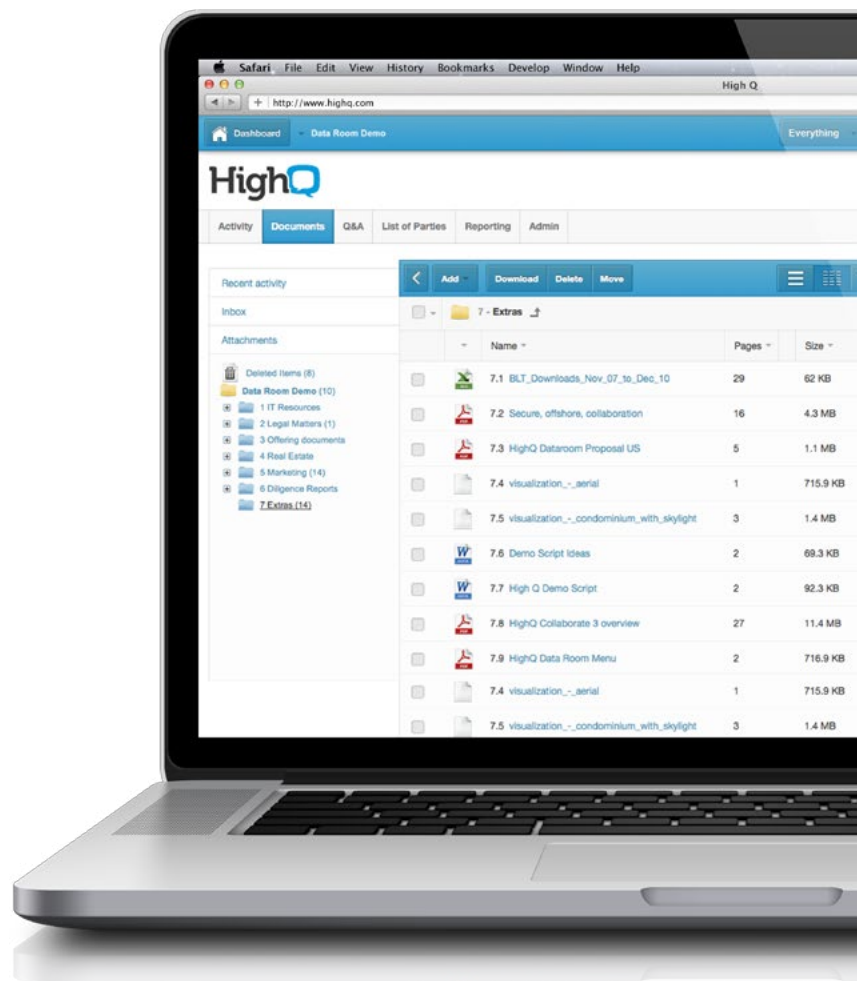 Safari File Edit View History Bookmarks Develop Window Help
High Q
http://www.highq.com
Dashboard Data Room Demo Everything
HighQ
Activity Documents Q&A List of Parties Reporting Admin
Recent activity
Inbox
Attachments
Deleted Items (8)
Data Room Demo (10)
1 IT Resources
2 Legal Matters (1)
3 Offering documents
4 Real Estate
5 Marketing (14)
6 Diligence Reports
7 Extras (14)
Add Download Delete Move
7 - Extras
Name Pages Size
7.1 BLT_Downloads_Nov_07_to_Dec_10 29 62 KB
7.2 Secure, offshore, collaboration 16 4.3 MB
7.3 HighQ Dataroom Proposal US 5 1.1 MB
7.4 visualization_-_aerial 1 715.9 KB
7.5 visualization_-_condominium_with_skylight 3 1.4 MB
7.6 Demo Script Ideas 2 69.3 KB
7.7 High Q Demo Script 2 92.3 KB
7.8 HighQ Collaborate 3 overview 27 11.4 MB
7.9 HighQ Data Room Menu 2 716.9 KB
7.4 visualization_-_aerial 1 715.9 KB
7.5 visualization_-_condominium_with_skylight 3 1.4 MB